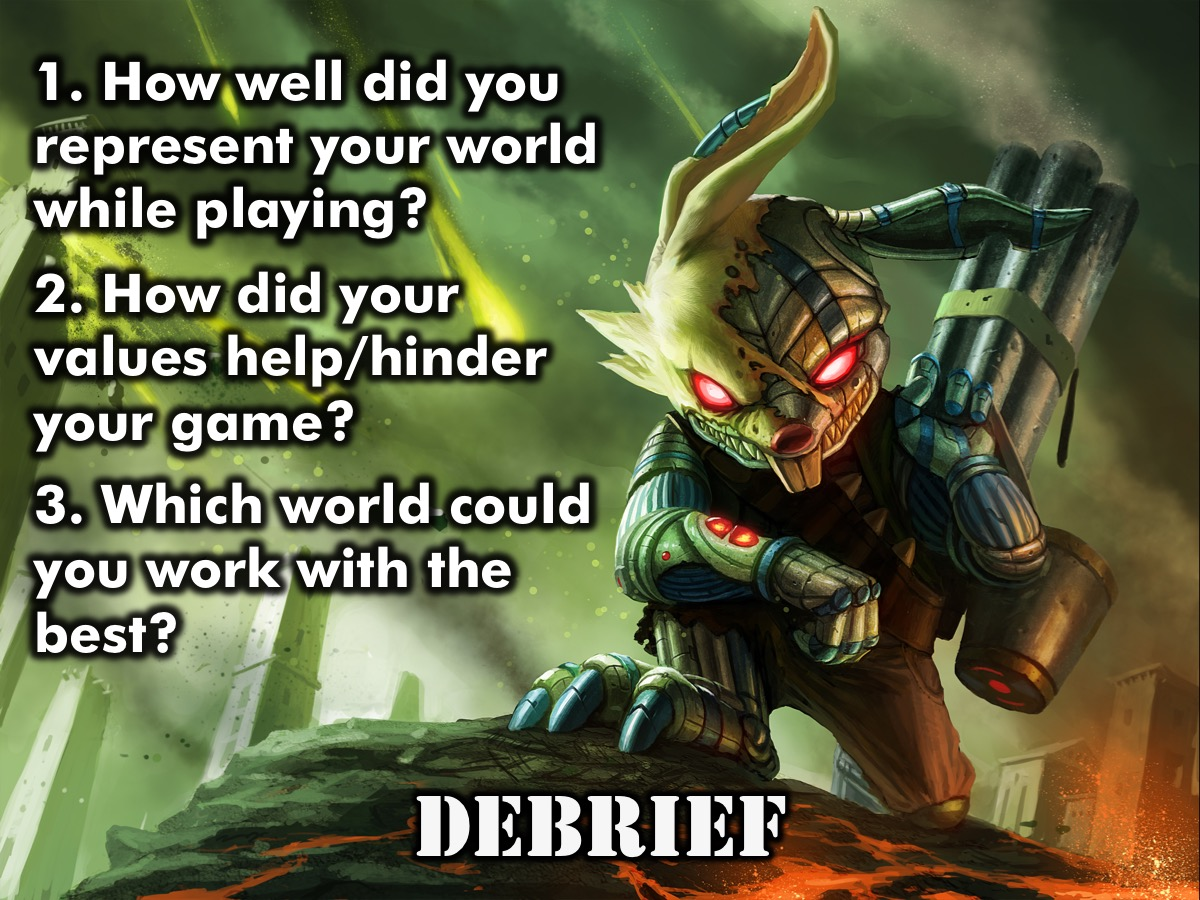 1. How well did you
represent your world
while playing?
2. How did your
values help/hinder
your game?
3. Which world could
you work with the
best?
DEBRIEF